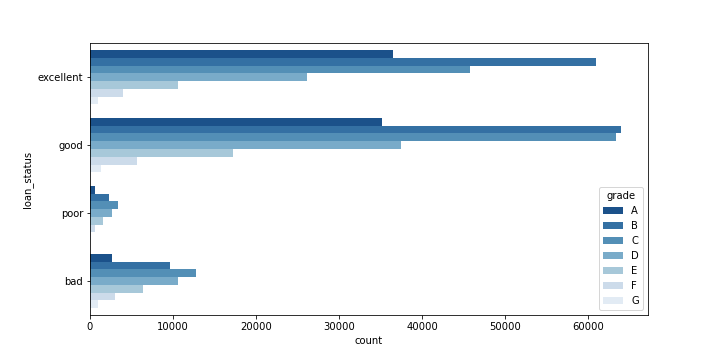 excellent
good
poor
bad
loan_status
0 10000 20000 30000 40000 50000 60000
count
grade
A
B
C
D
E
F
G